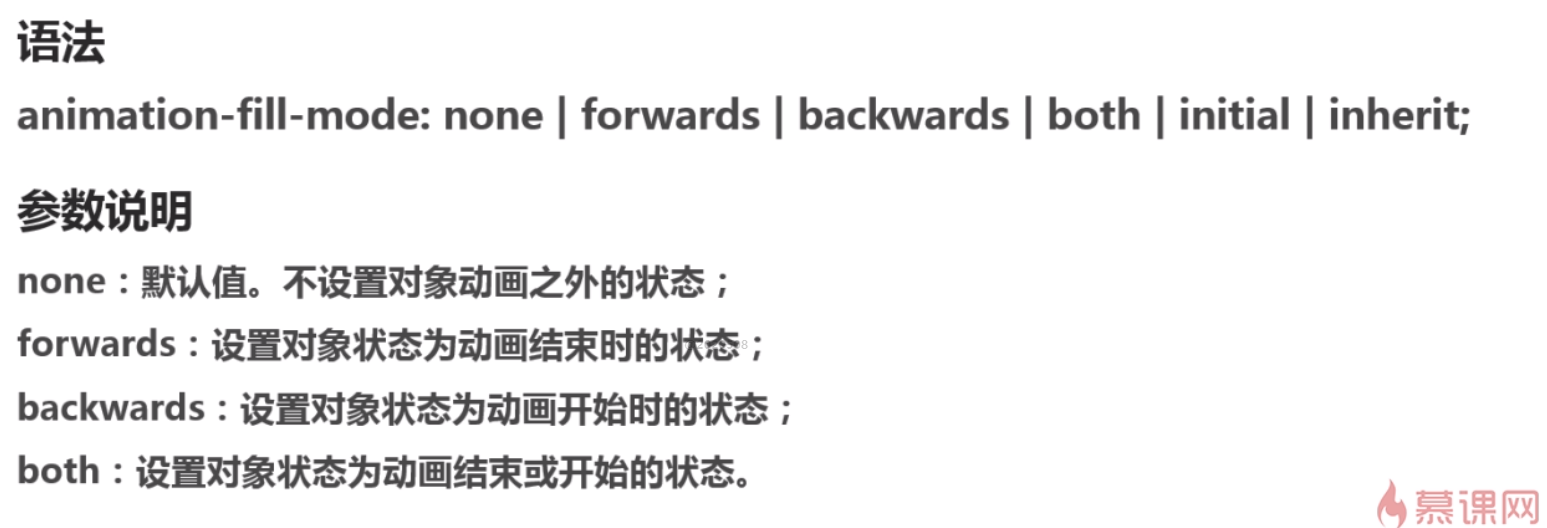 语法
animation-fill-mode: none | forwards | backwards | both | initial | inherit;
参数说明
none：默认值。不设置对象动画之外的状态；
forwards：设置对象状态为动画结束时的状态；
backwards：设置对象状态为动画开始时的状态；
both：设置对象状态为动画结束或开始的状态。
慕课网